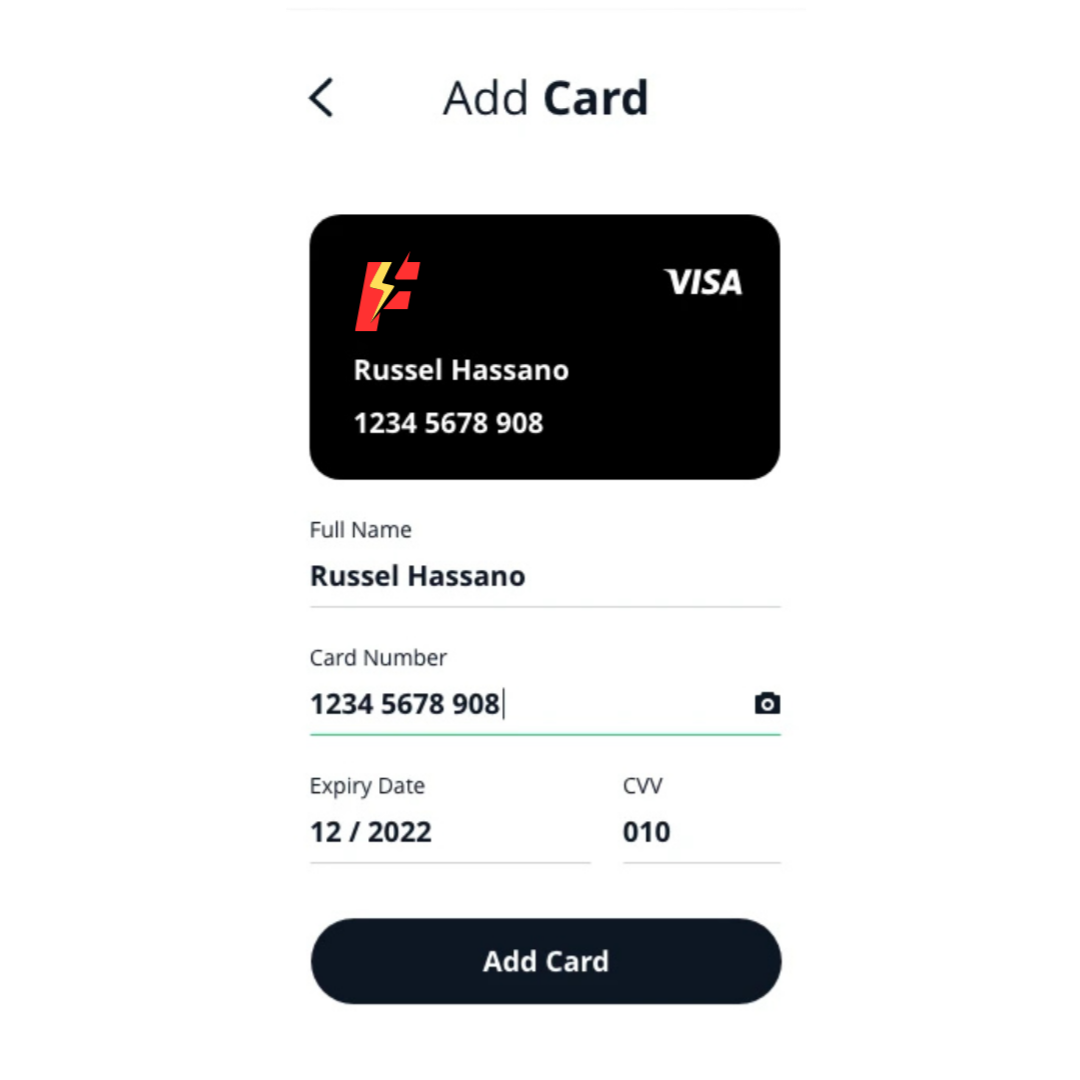 Add Card
VISA
Russel Hassano
1234 5678 908
Full Name
Russel Hassano
Card Number
1234 5678 908
Expiry Date
CVV
12 / 2022
010
Add Card